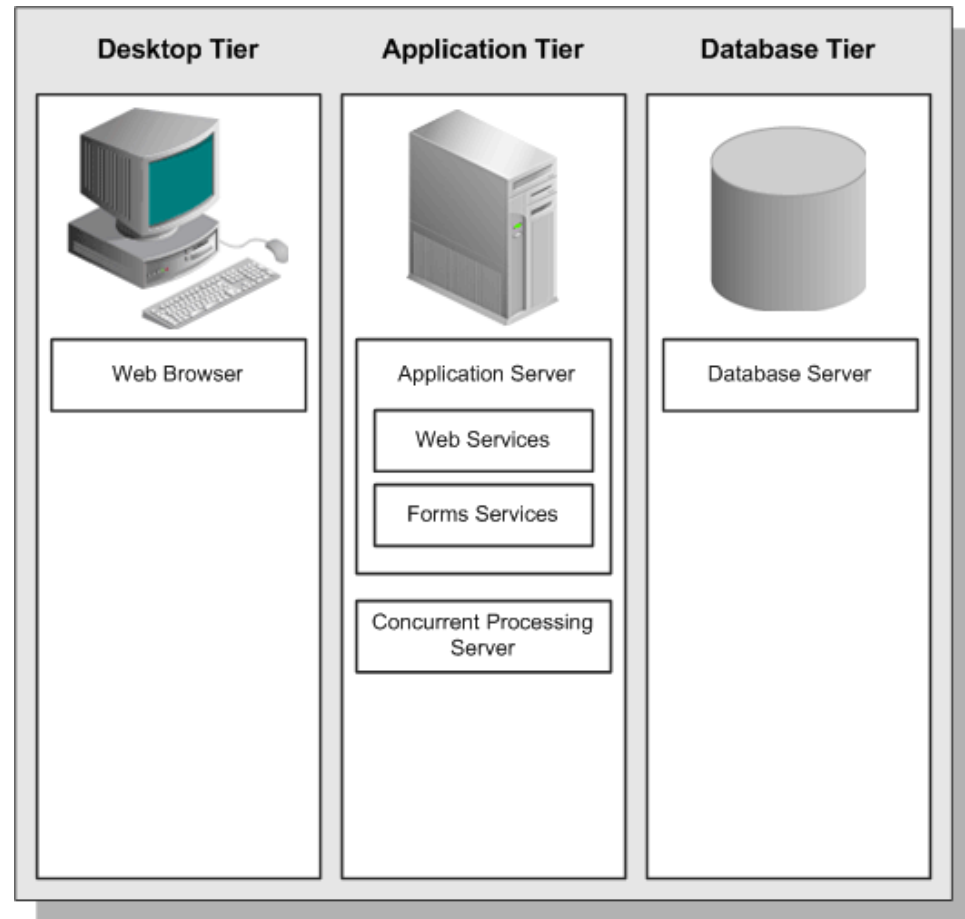 Desktop Tier
Application Tier
Database Tier
Web Browser
Application Server
Web Services
Forms Services
Concurrent Processing
Server
Database Server